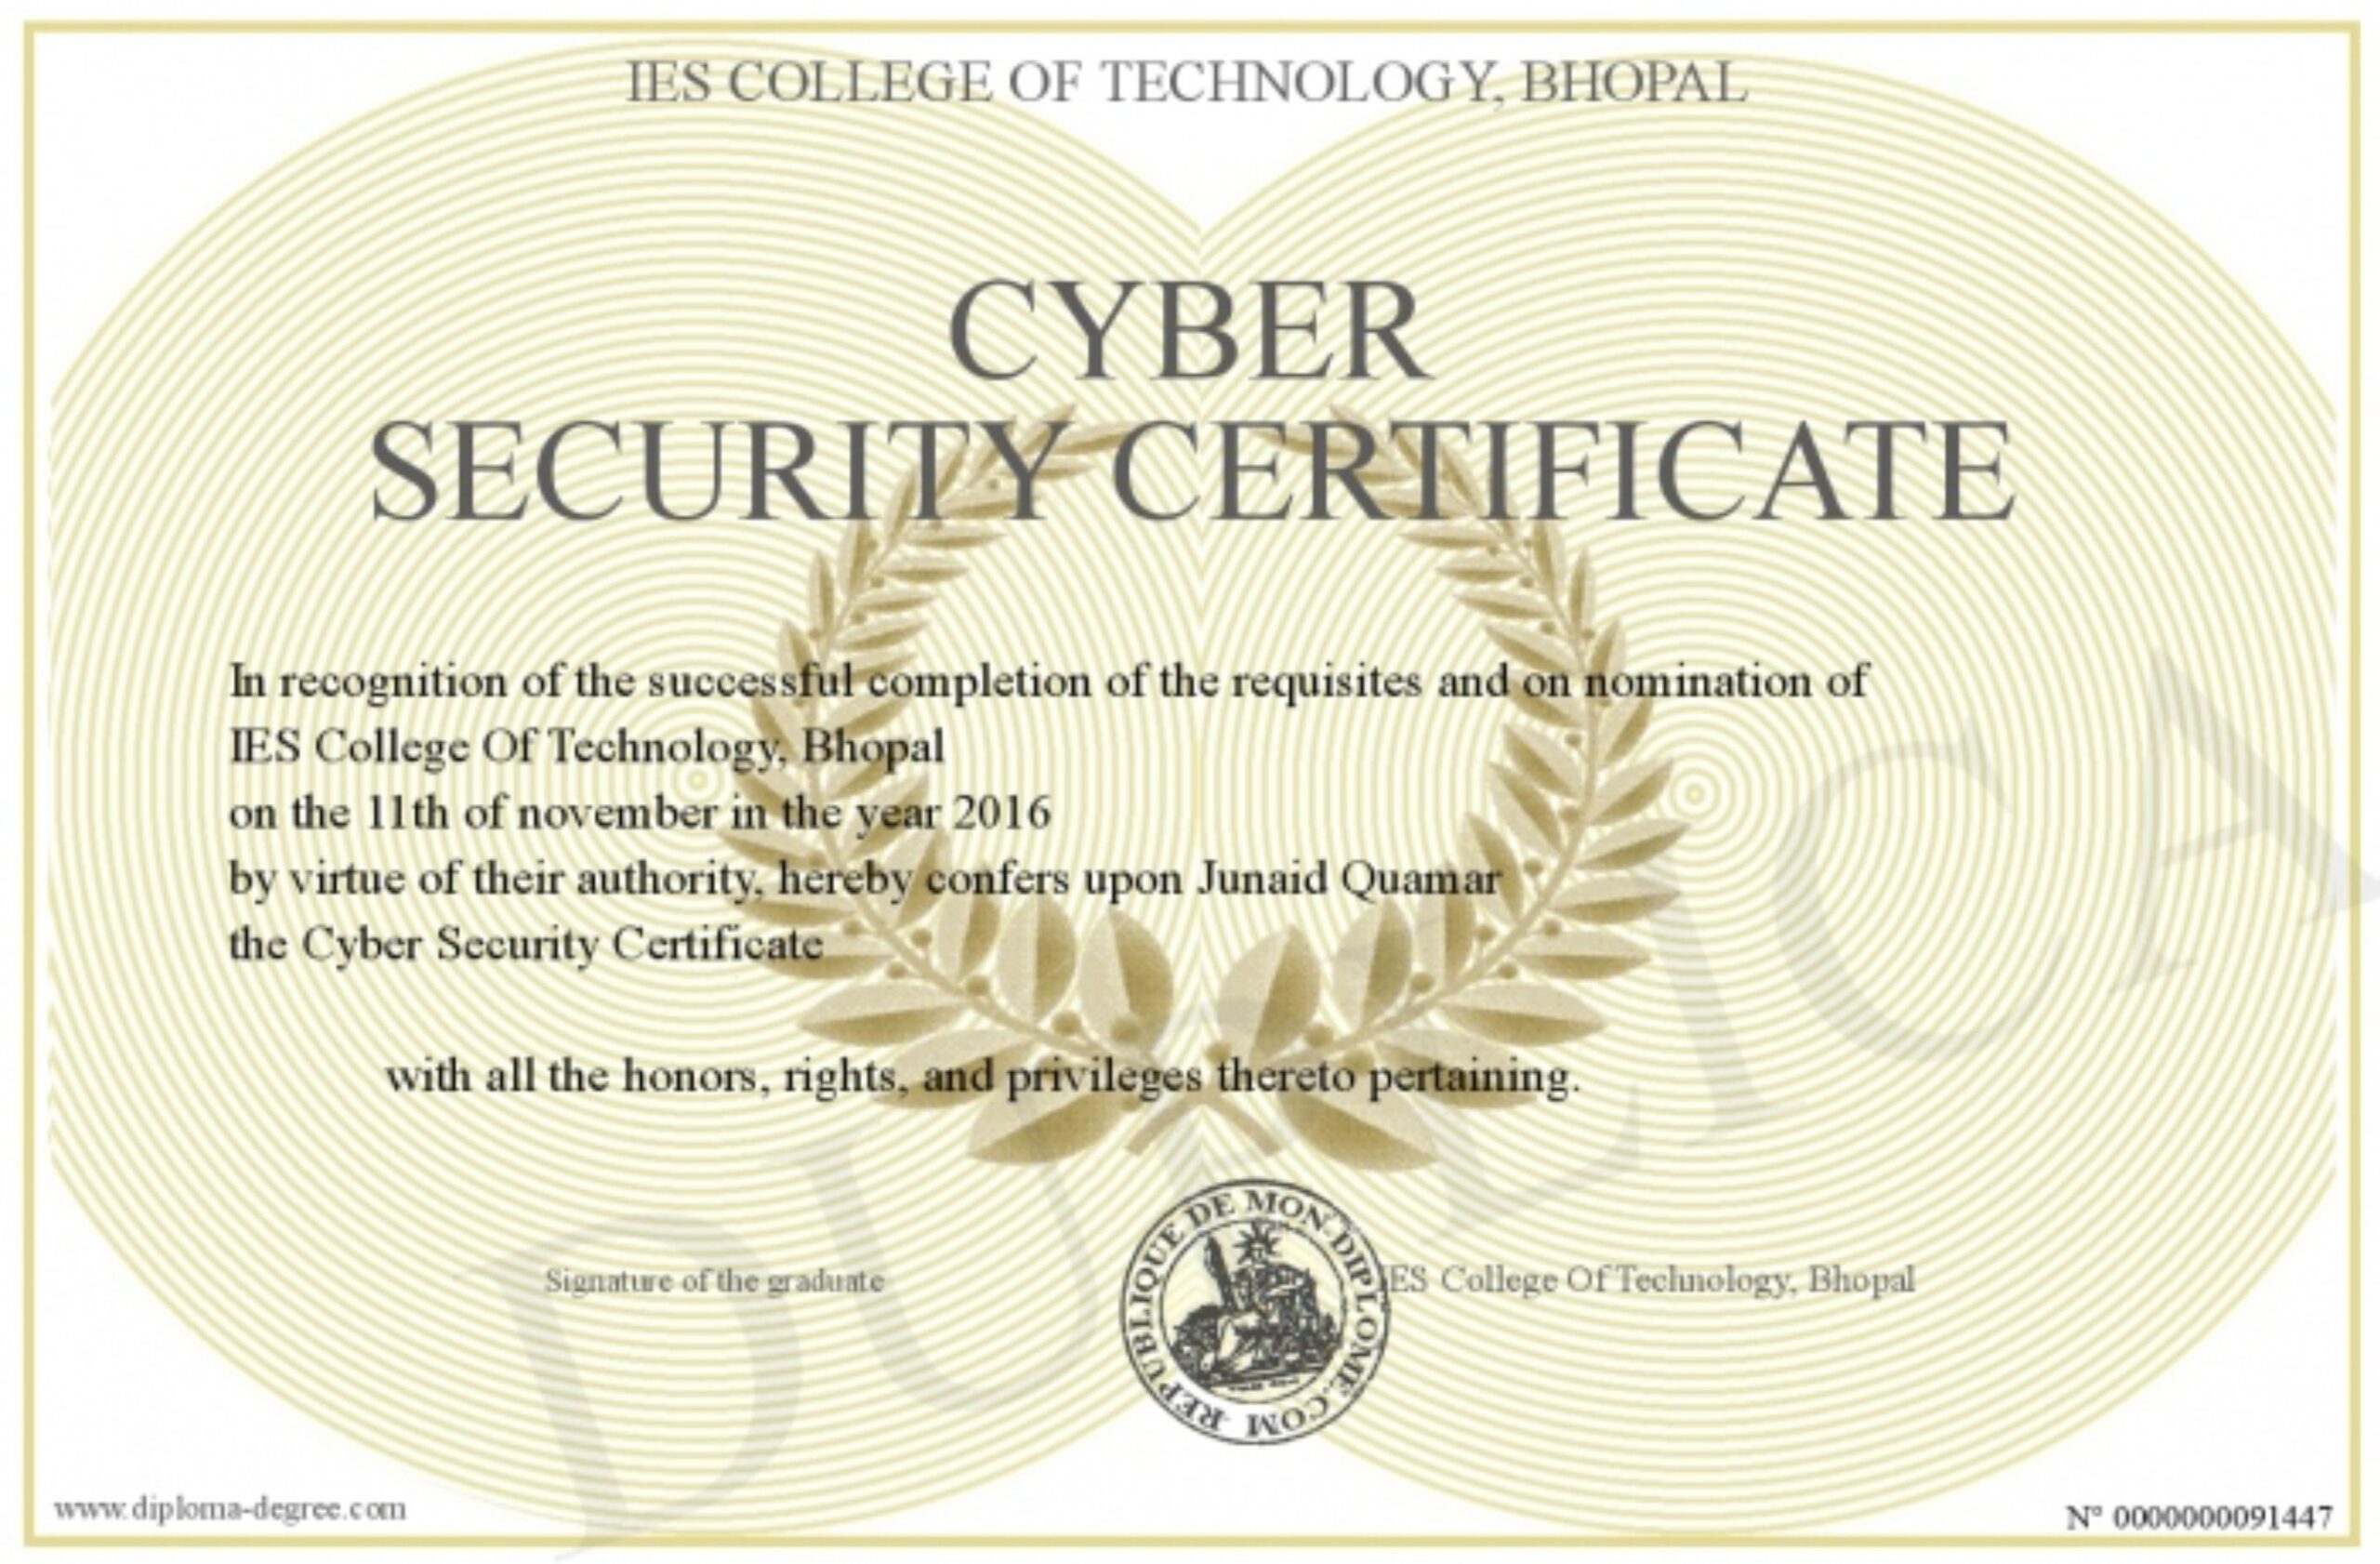 IES COLLEGE OF TECHNOLOGY, BHOPAL
CYBER
SECURITY CERTIFICATE
In recognition of the successful completion of the requisites and on nomination of
IES College Of Technology, Bhopal
on the 11th of november in the year 2016
by virtue of their authority, hereby confers upon Junaid Quamar
the Cyber Security Certificate
with all the honors, rights, and privileges thereto pertaining.
Signature of the graduate
IES College Of Technology, Bhopal
REPUBLIQUE DE MON-DIPLOME.COM
DUPLICA
www.diploma-degree.com
N° 0000000091447